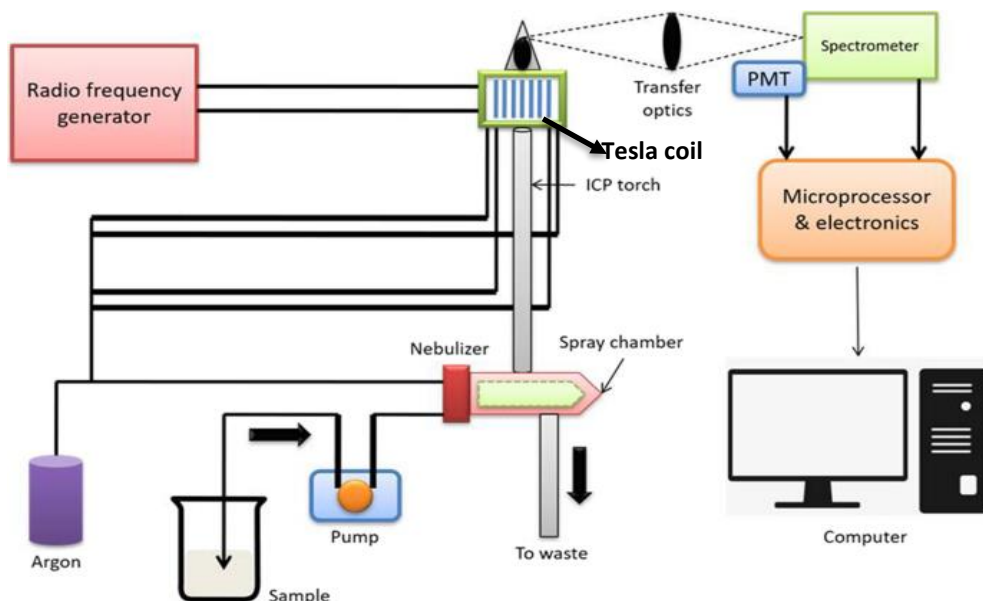 Radio frequency
generator
Spectrometer
PMT
Transfer
optics
Tesla coil
ICP torch
Microprocessor
& electronics
Nebulizer
Spray chamber
Argon
Sample
Pump
To waste
Computer